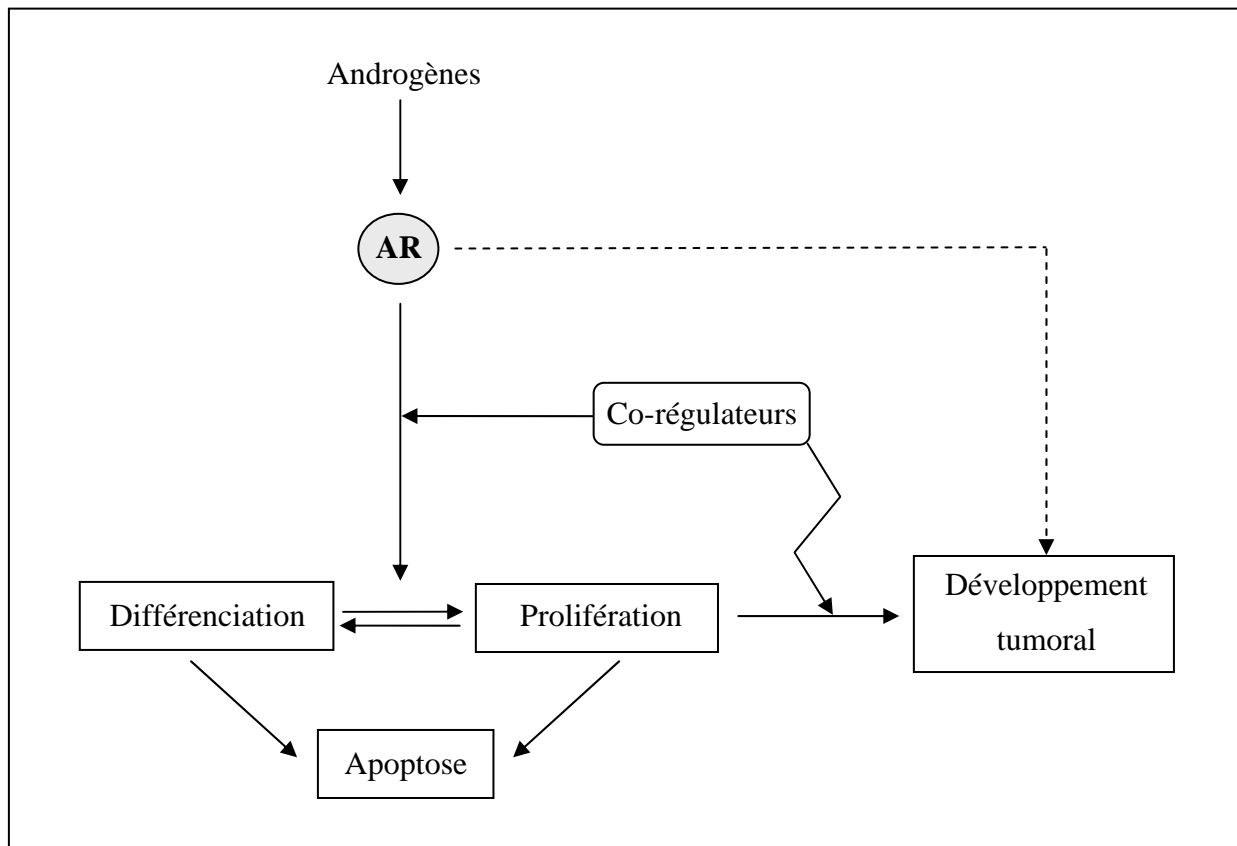 Androgènes
AR
Co-régulateurs
Différenciation
Prolifération
Développement
tumoral
Apoptose